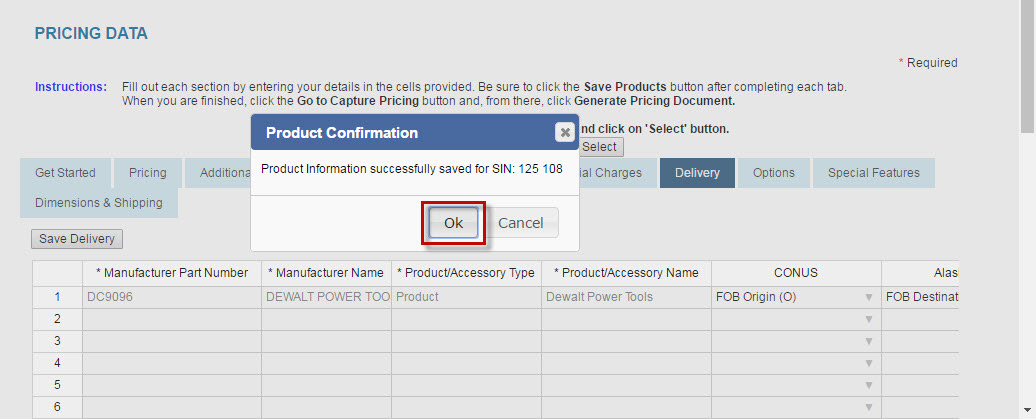 PRICING DATA
* Required
Instructions: Fill out each section by entering your details in the cells provided. Be sure to click the Save Products button after completing each tab.
When you are finished, click the Go to Capture Pricing button and, from there, click Generate Pricing Document.
nd click on 'Select' button.
Select
Product Confirmation
Product Information successfully saved for SIN: 125 108
Ok Cancel
Get Started Pricing Additiona ial Charges Delivery Options Special Features
Dimensions & Shipping
Save Delivery
* Manufacturer Part Number * Manufacturer Name * Product/Accessory Type * Product/Accessory Name CONUS Alas
1 DC9096 DEWALT POWER TOO Product Dewalt Power Tools FOB Origin (O) FOB Destinat
2
3
4
5
6